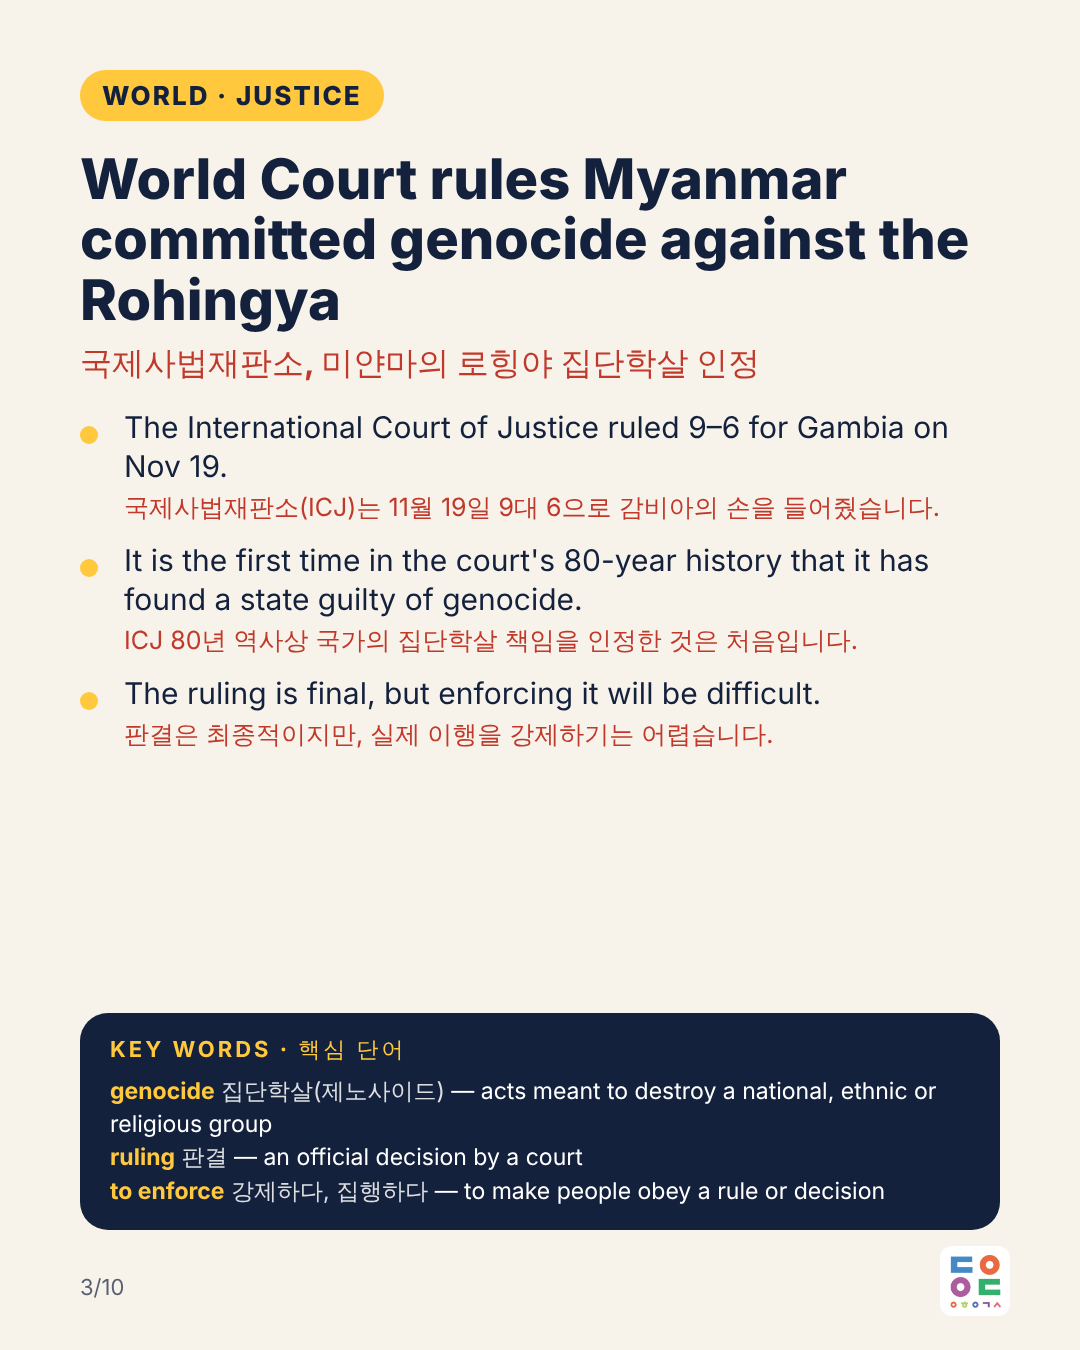 WORLD · JUSTICE
World Court rules Myanmar
committed genocide against the
Rohingya
국제사법재판소, 미얀마의 로힝야 집단학살 인정
The International Court of Justice ruled 9–6 for Gambia on
Nov 19.
국제사법재판소(ICJ)는 11월 19일 9대 6으로 감비아의 손을 들어줬습니다.
It is the first time in the court's 80-year history that it has
found a state guilty of genocide.
ICJ 80년 역사상 국가의 집단학살 책임을 인정한 것은 처음입니다.
The ruling is final, but enforcing it will be difficult.
판결은 최종적이지만, 실제 이행을 강제하기는 어렵습니다.
KEY WORDS · 핵심 단어
genocide 집단학살(제노사이드) — acts meant to destroy a national, ethnic or
religious group
ruling 판결 — an official decision by a court
to enforce 강제하다, 집행하다 — to make people obey a rule or decision
3/10